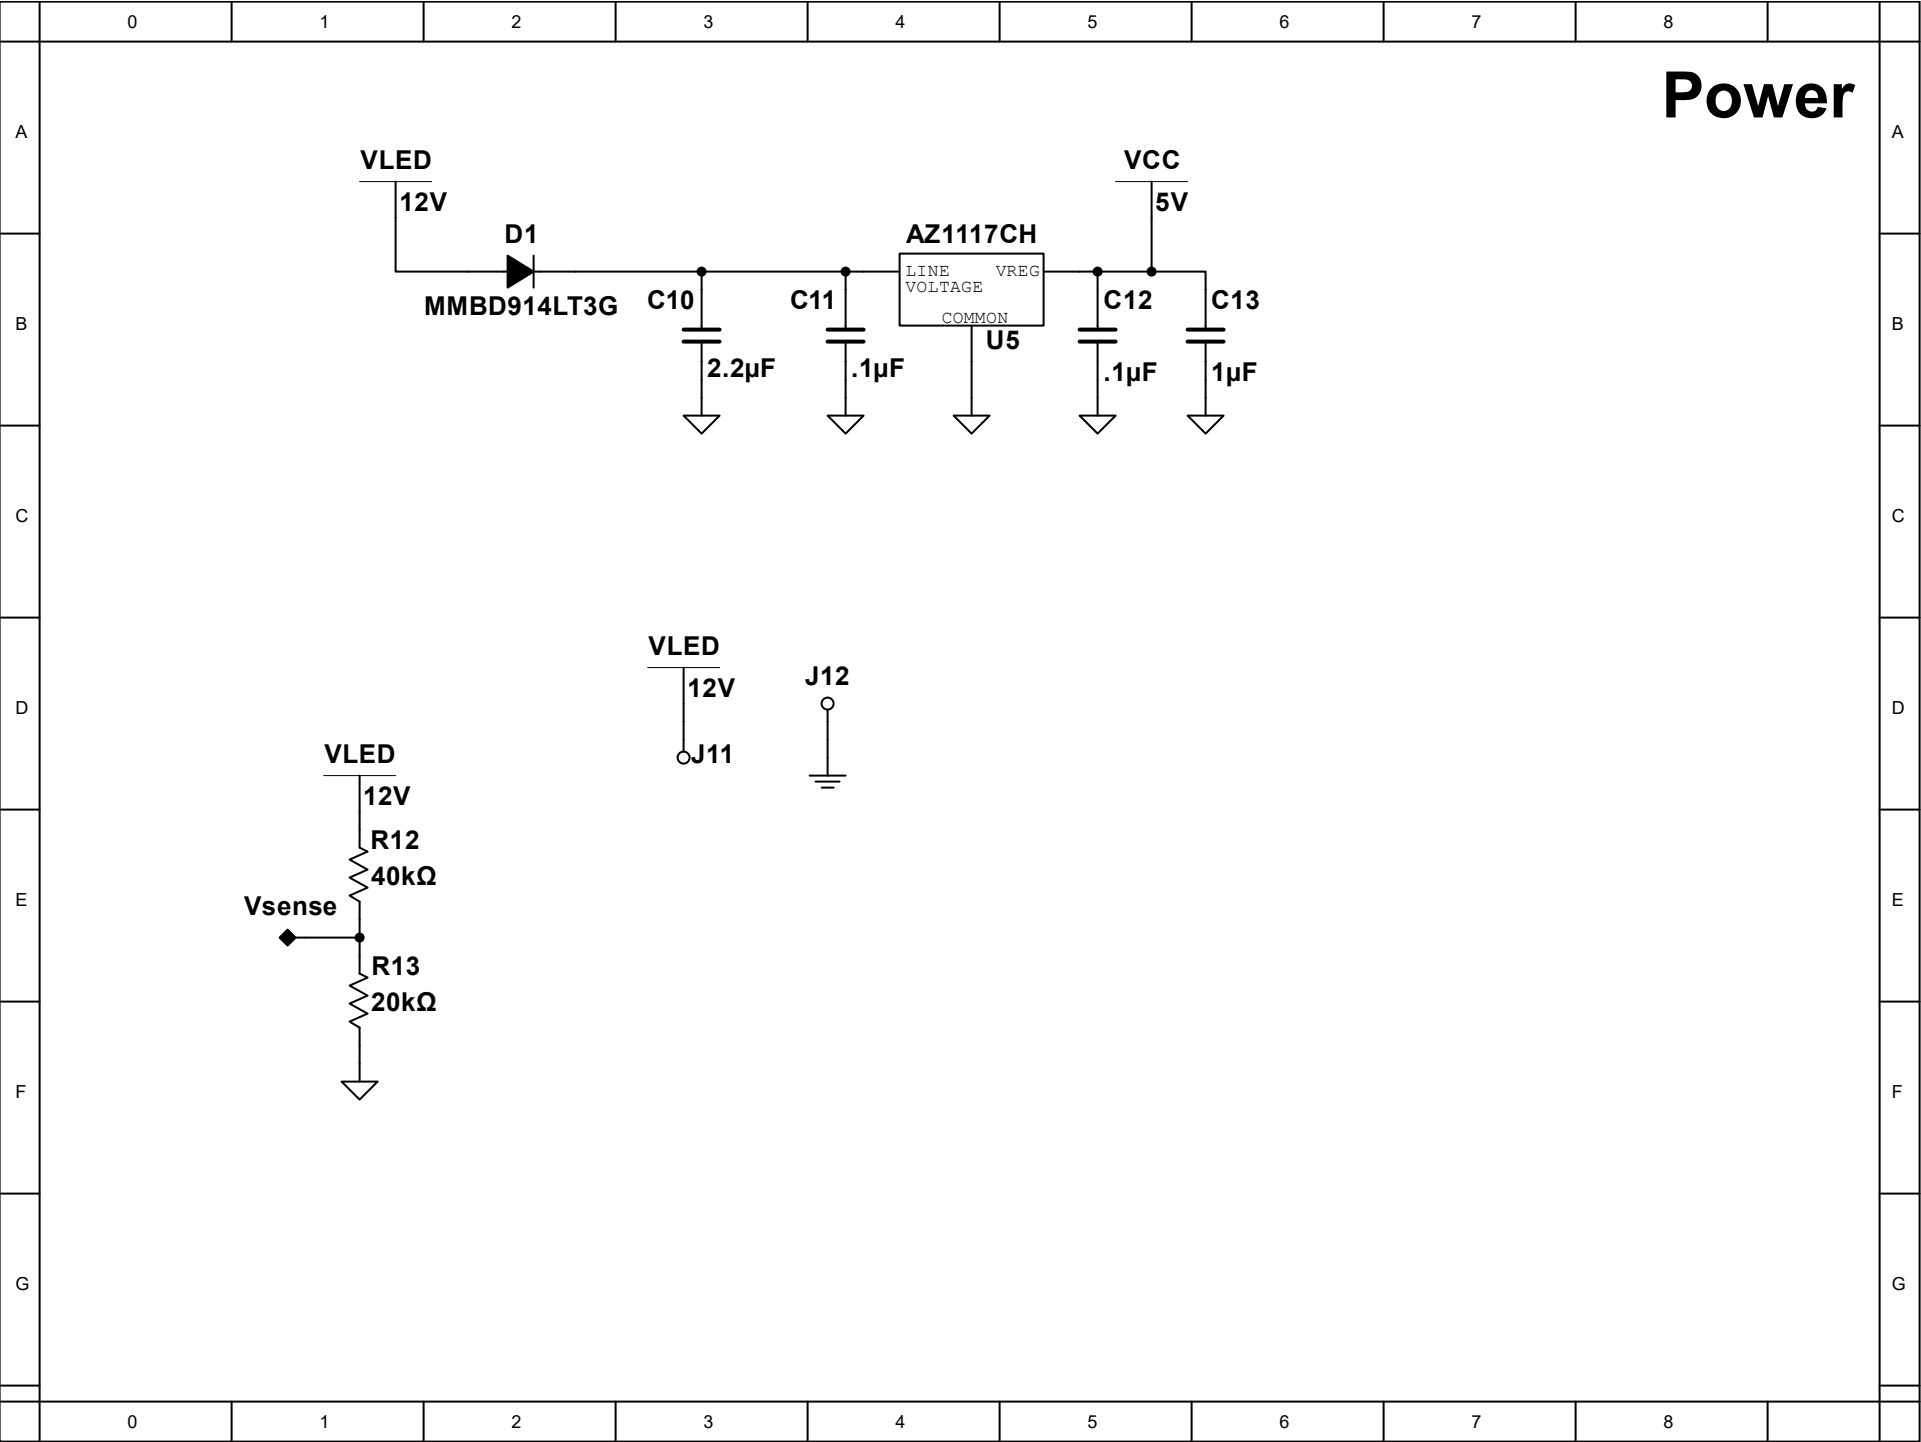 0 1 2 3 4 5 6 7 8
Power
A A
VLED VCC
12V 5V
D1 AZ1117CH
LINE VREG
VOLTAGE
MMBD914LT3G C10 C11 C12 C13
COMMON
B B
U5
2.2µF .1µF .1µF 1µF
C C
VLED
12V J12
D D
VLED J11
12V
R12
40kΩ
E E
Vsense
R13
20kΩ
F F
G G
0 1 2 3 4 5 6 7 8